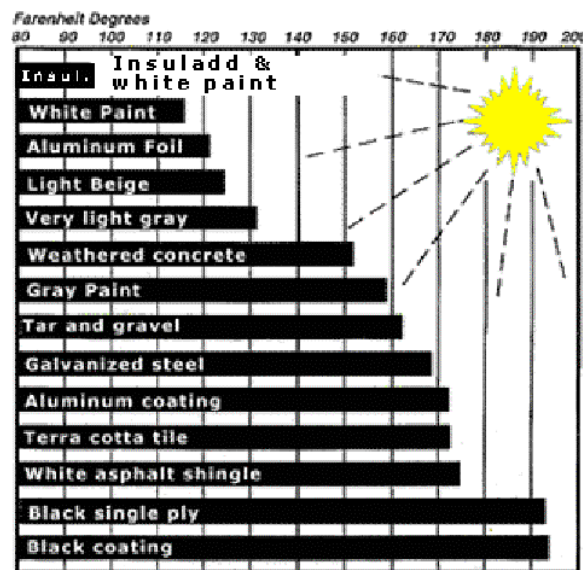 Farenheit Degrees
80 90 100 110 120 130 140 150 160 170 180 190 200
Insul. Insuladd &
white paint
White Paint
Aluminum Foil
Light Beige
Very light gray
Weathered concrete
Gray Paint
Tar and gravel
Galvanized steel
Aluminum coating
Terra cotta tile
White asphalt shingle
Black single ply
Black coating